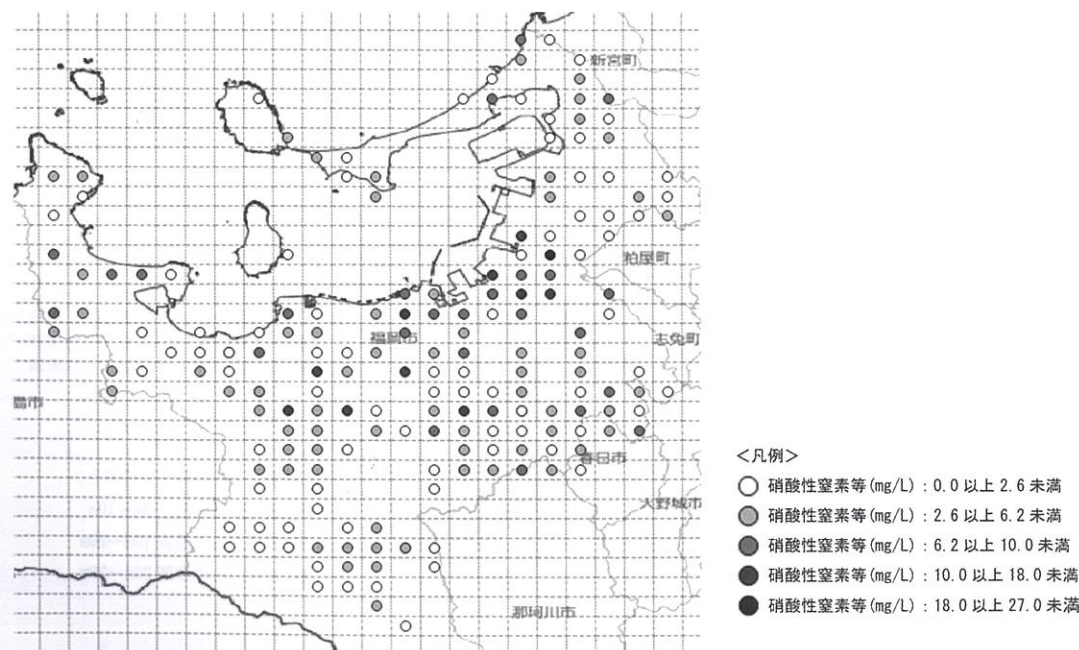 新宮町
粕屋町
福岡市
志免町
島市
春日市
大野城市
那珂川市
<凡例>
硝酸性窒素等(mg/L) : 0.0 以上 2.6 未満
硝酸性窒素等(mg/L) : 2.6 以上 6.2 未満
硝酸性窒素等(mg/L) : 6.2 以上 10.0 未満
硝酸性窒素等(mg/L) : 10.0 以上 18.0 未満
硝酸性窒素等(mg/L) : 18.0 以上 27.0 未満